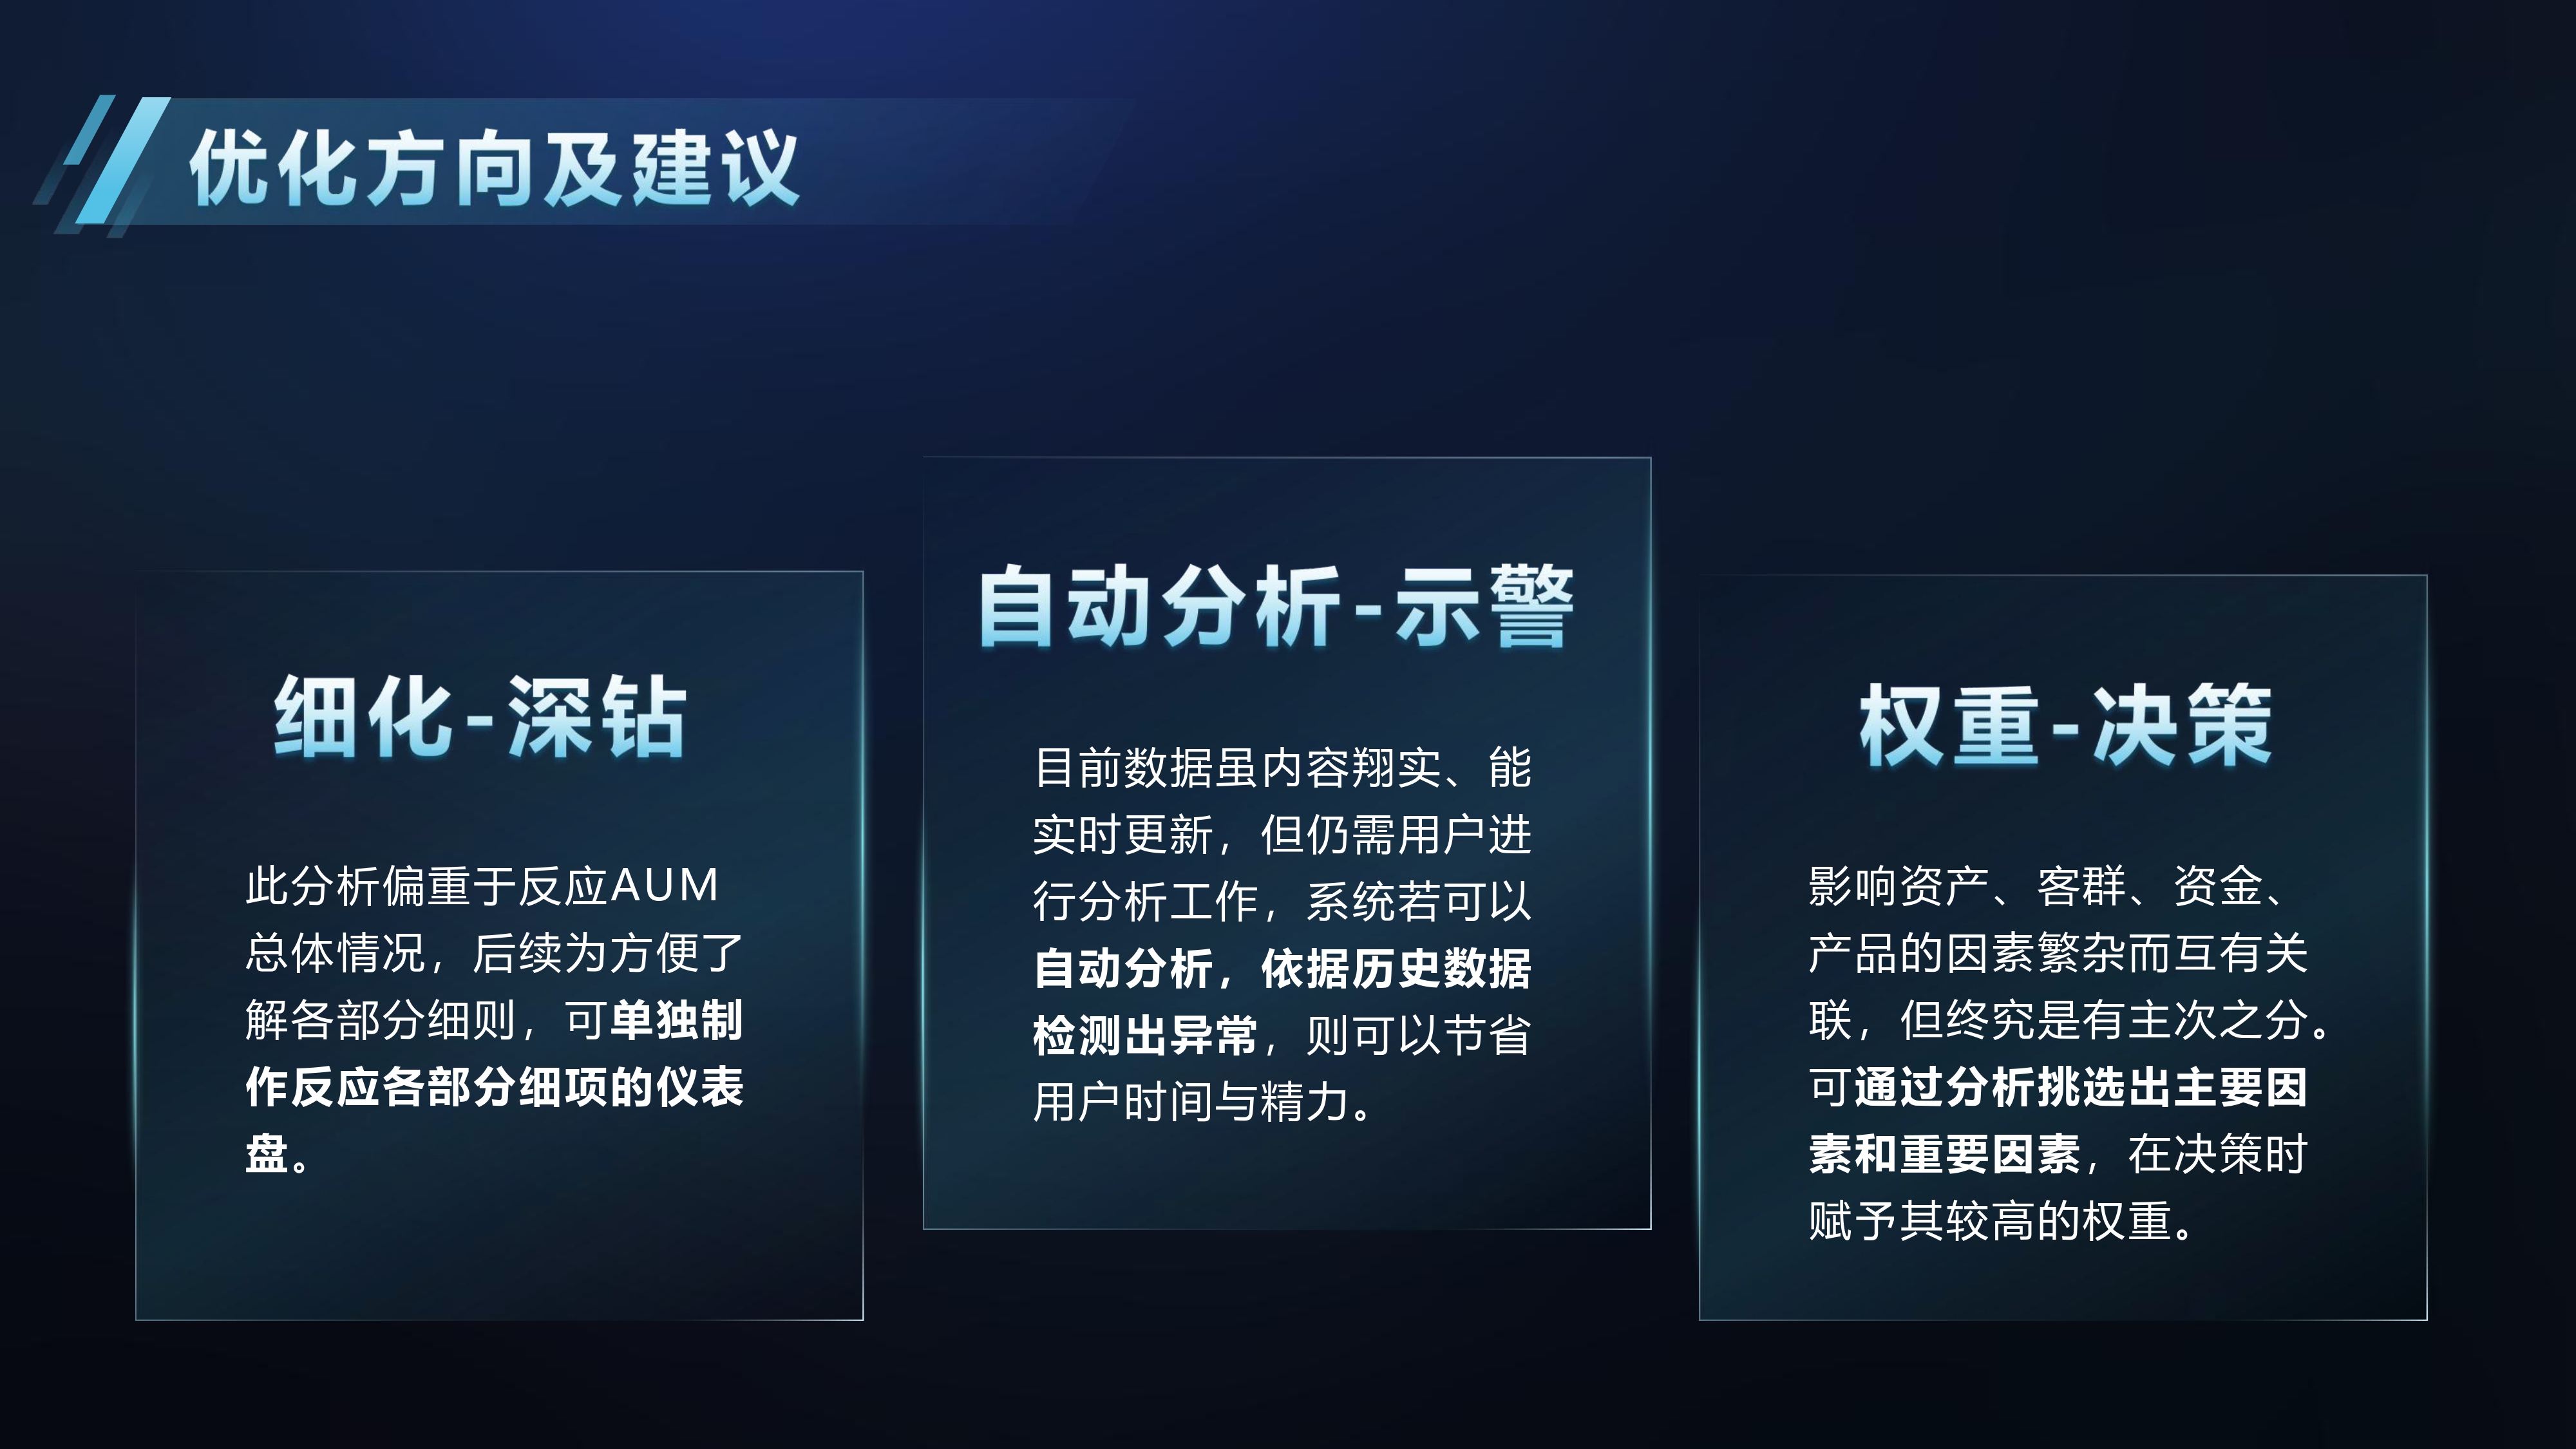 优化方向及建议
细化-深钻
此分析偏重于反应AUM
总体情况，后续为方便了
解各部分细则，可单独制
作反应各部分细项的仪表
盘。
自动分析-示警
目前数据虽内容翔实、能
实时更新，但仍需用户进
行分析工作，系统若可以
自动分析，依据历史数据
检测出异常，则可以节省
用户时间与精力。
权重-决策
影响资产、客群、资金、
产品的因素繁杂而互有关
联，但终究是有主次之分。
可通过分析挑选出主要因
素和重要因素，在决策时
赋予其较高的权重。